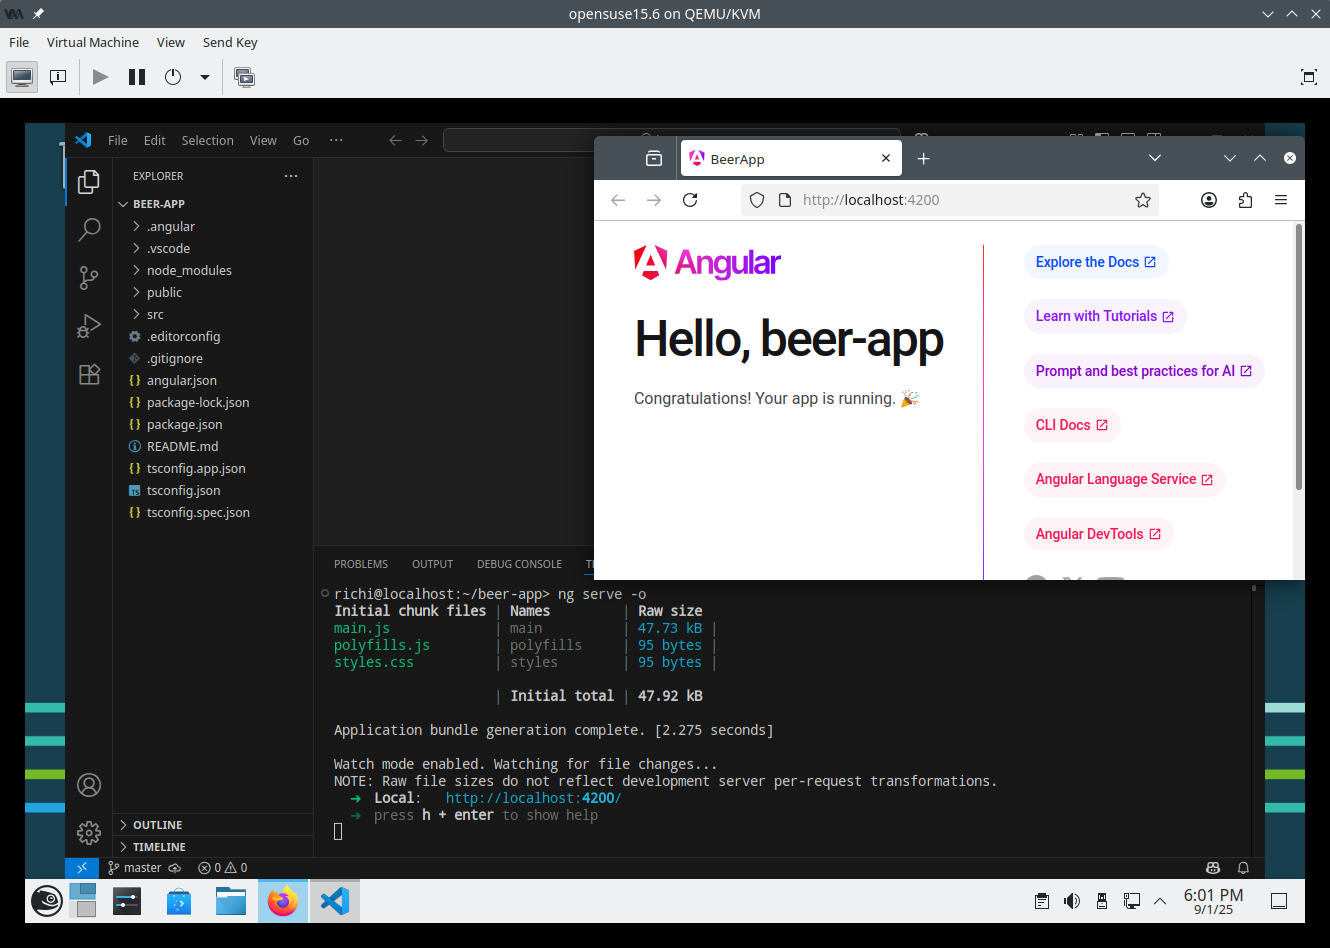 opensuse15.6 on QEMU/KVM
File Virtual Machine View Send Key
File Edit Selection View Go ···
EXPLORER ···
BEER-APP
.angular
.vscode
node_modules
public
src
.editorconfig
.gitignore
angular.json
package-lock.json
package.json
README.md
tsconfig.app.json
tsconfig.json
tsconfig.spec.json
OUTLINE
TIMELINE
BeerApp
http://localhost:4200
Angular
Hello, beer-app
Congratulations! Your app is running. 🎉
Explore the Docs
Learn with Tutorials
Prompt and best practices for AI
CLI Docs
Angular Language Service
Angular DevTools
PROBLEMS OUTPUT DEBUG CONSOLE
richi@localhost:~/beer-app> ng serve -o
Initial chunk files | Names | Raw size
main.js | main | 47.73 kB |
polyfills.js | polyfills | 95 bytes |
styles.css | styles | 95 bytes |
| Initial total | 47.92 kB
Application bundle generation complete. [2.275 seconds]
Watch mode enabled. Watching for file changes...
NOTE: Raw file sizes do not reflect development server per-request transformations.
➜ Local: http://localhost:4200/
➜ press h + enter to show help
master 0 0
6:01 PM
9/1/25